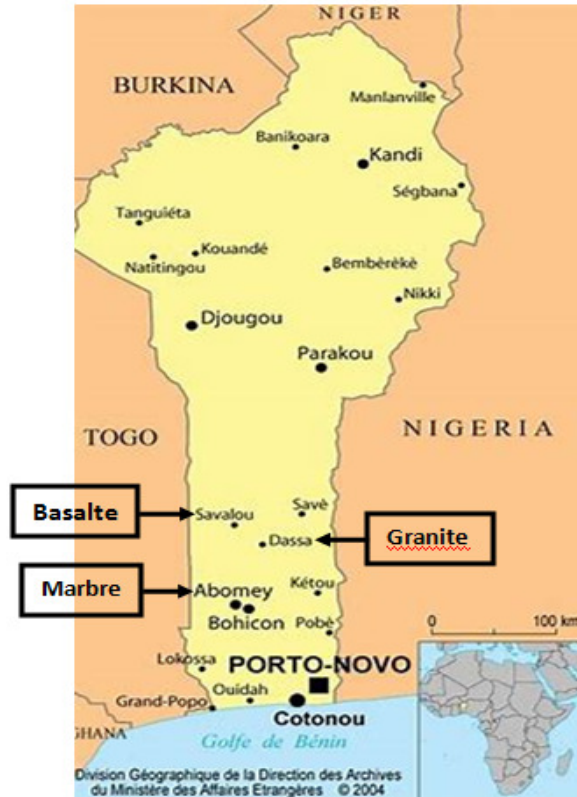 NIGER
BURKINA
Manlanville
Banikoara
Kandi
Ségbana
Tanguiéta
Kouandé
Natitingou
Bembèrèkè
Nikki
Djougou
Parakou
TOGO
NIGERIA
Basalte
Savalou
Savè
Dassa
Granite
Marbre
Abomey
Kétou
Bohicon
Pobè
0 100 km
Lokossa
PORTO-NOVO
Ouidah
Grand-Popo
Cotonou
GHANA
Golfe de Bénin
Division Géographique de la Direction des Archives
du Ministère des Affaires Etrangères © 2004